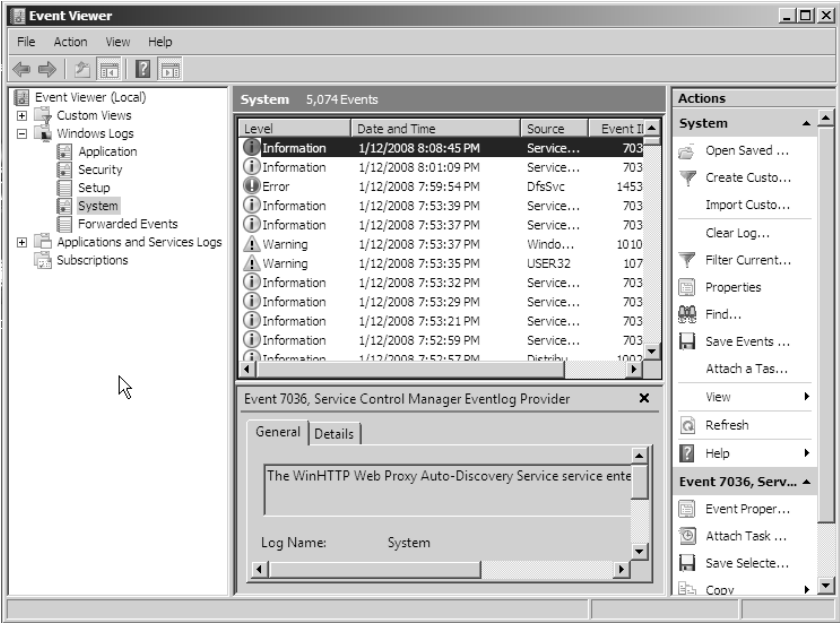 Event Viewer
File Action View Help
Event Viewer (Local)
Custom Views
Windows Logs
Application
Security
Setup
System
Forwarded Events
Applications and Services Logs
Subscriptions
System 5,074 Events
Level Date and Time Source Event I
Information 1/12/2008 8:08:45 PM Service... 703
Information 1/12/2008 8:01:09 PM Service... 703
Error 1/12/2008 7:59:54 PM DfsSvc 1453
Information 1/12/2008 7:53:39 PM Service... 703
Information 1/12/2008 7:53:37 PM Service... 703
Warning 1/12/2008 7:53:37 PM Windo... 1010
Warning 1/12/2008 7:53:35 PM USER32 107
Information 1/12/2008 7:53:32 PM Service... 703
Information 1/12/2008 7:53:29 PM Service... 703
Information 1/12/2008 7:53:21 PM Service... 703
Information 1/12/2008 7:52:59 PM Service... 703
Information 1/12/2008 7:52:57 PM Distribu... 1002
Event 7036, Service Control Manager Eventlog Provider
General Details
The WinHTTP Web Proxy Auto-Discovery Service service ente
Log Name: System
Actions
System
Open Saved ...
Create Custo...
Import Custo...
Clear Log...
Filter Current...
Properties
Find...
Save Events ...
Attach a Tas...
View
Refresh
Help
Event 7036, Serv...
Event Proper...
Attach Task ...
Save Selecte...
Copy